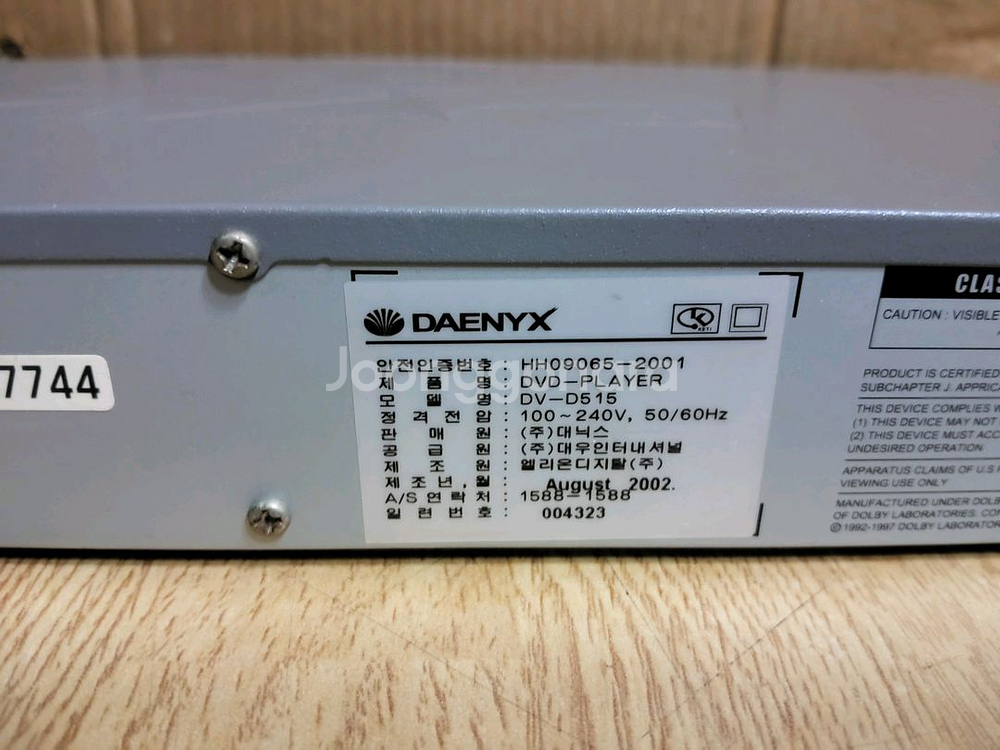 7744
DAENYX
안전인증번호 : HH09065-2001
제 품 명 : DVD-PLAYER
모 델 명 : DV-D515
정 격 전 압 : 100~240V, 50/60Hz
판 매 원 : (주)대닉스
공 급 원 : (주)대우인터내셔널
제 조 원 : 엘리온디지탈(주)
제 조 년 , 월 : August 2002.
A/S 연 락 처 : 1588-1588
일 련 번 호 : 004323
CAUTION : VISIBLE
PRODUCT IS CERTIFIED
SUBCHAPTER J. APPRIC
THIS DEVICE COMPLIES W
(1) THIS DEVICE MAY NOT
(2) THIS DEVICE MUST ACC
UNDESIRED OPERATION
APPARATUS CLAIMS OF U.S
VIEWING USE ONLY
MANUFACTURED UNDER DOLB
OF DOLBY LABORATORIES. CON
©1992-1997 DOLBY LABORATOR